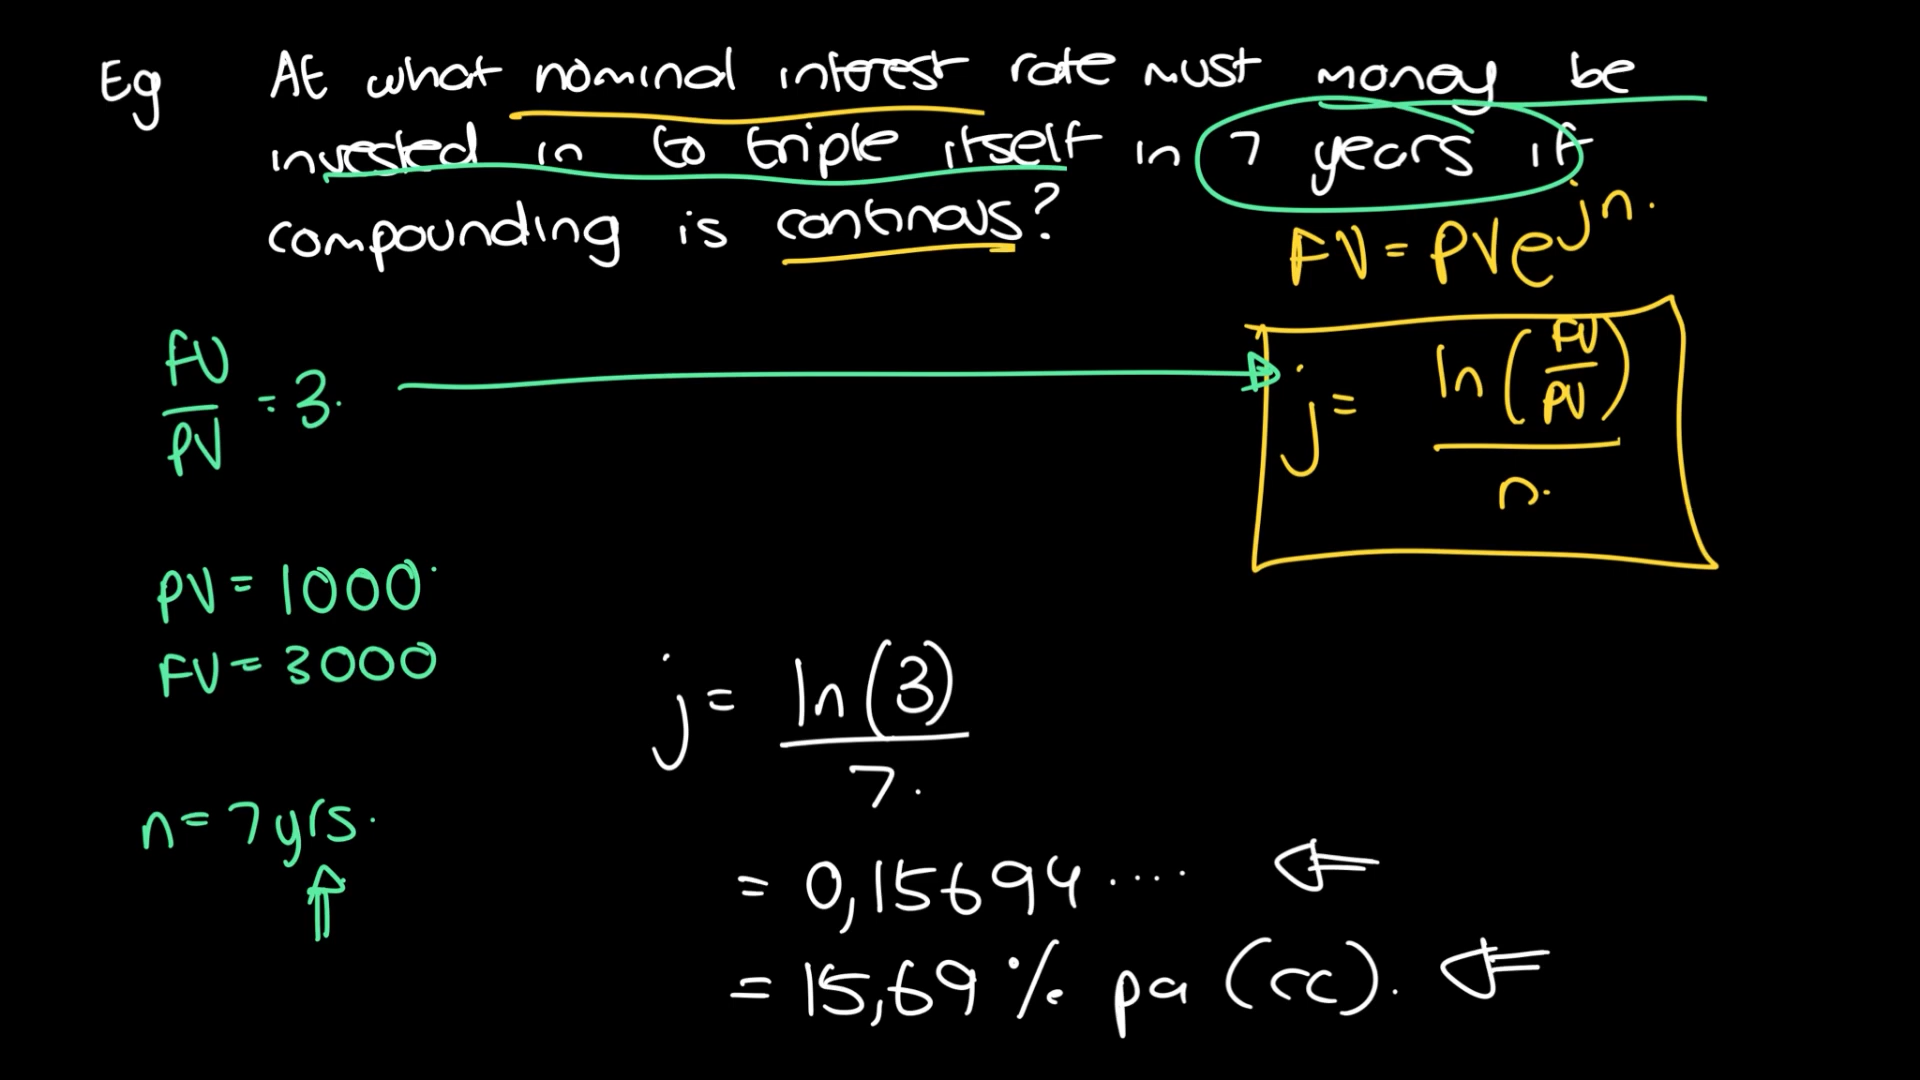 Eg At what nominal interest rate must money be
invested in to triple itself in 7 years if
compounding is continous?
FV = PVe^jn.
FV/PV = 3.
j = ln(FV/PV)/n.
PV = 1000.
FV = 3000
j = ln(3)/7.
n = 7yrs.
= 0,15694....
= 15,69% pa (cc).